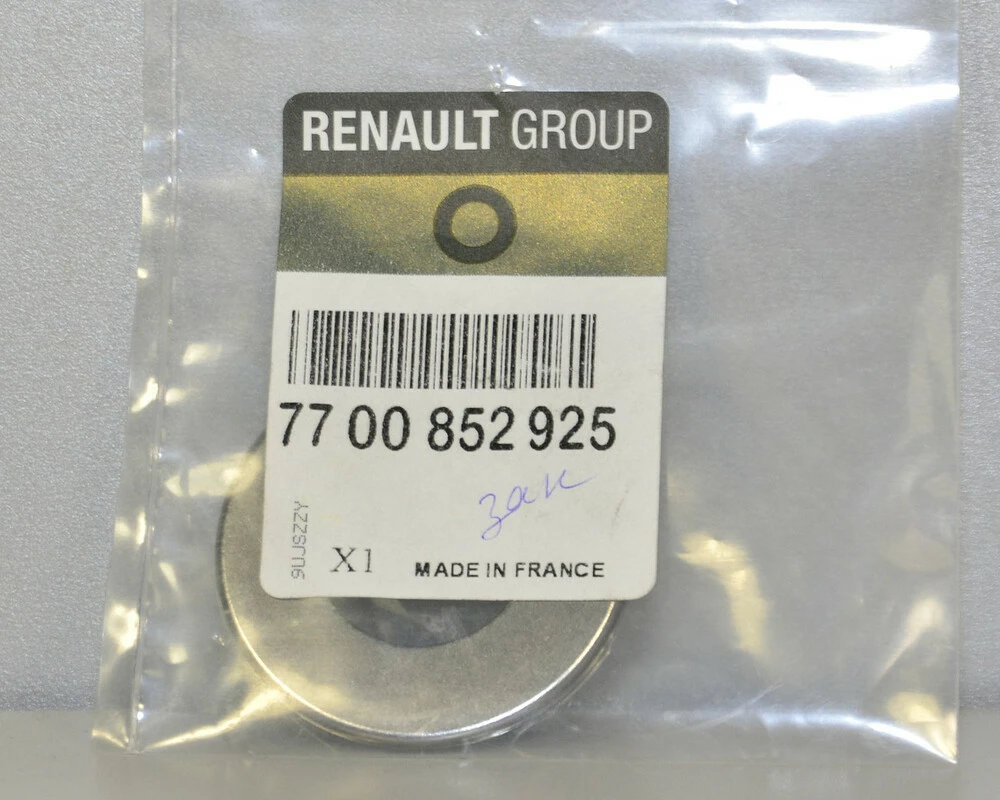 RENAULT GROUP
77 00 852 925
зак
9UJSZZY
X1
MADE IN FRANCE